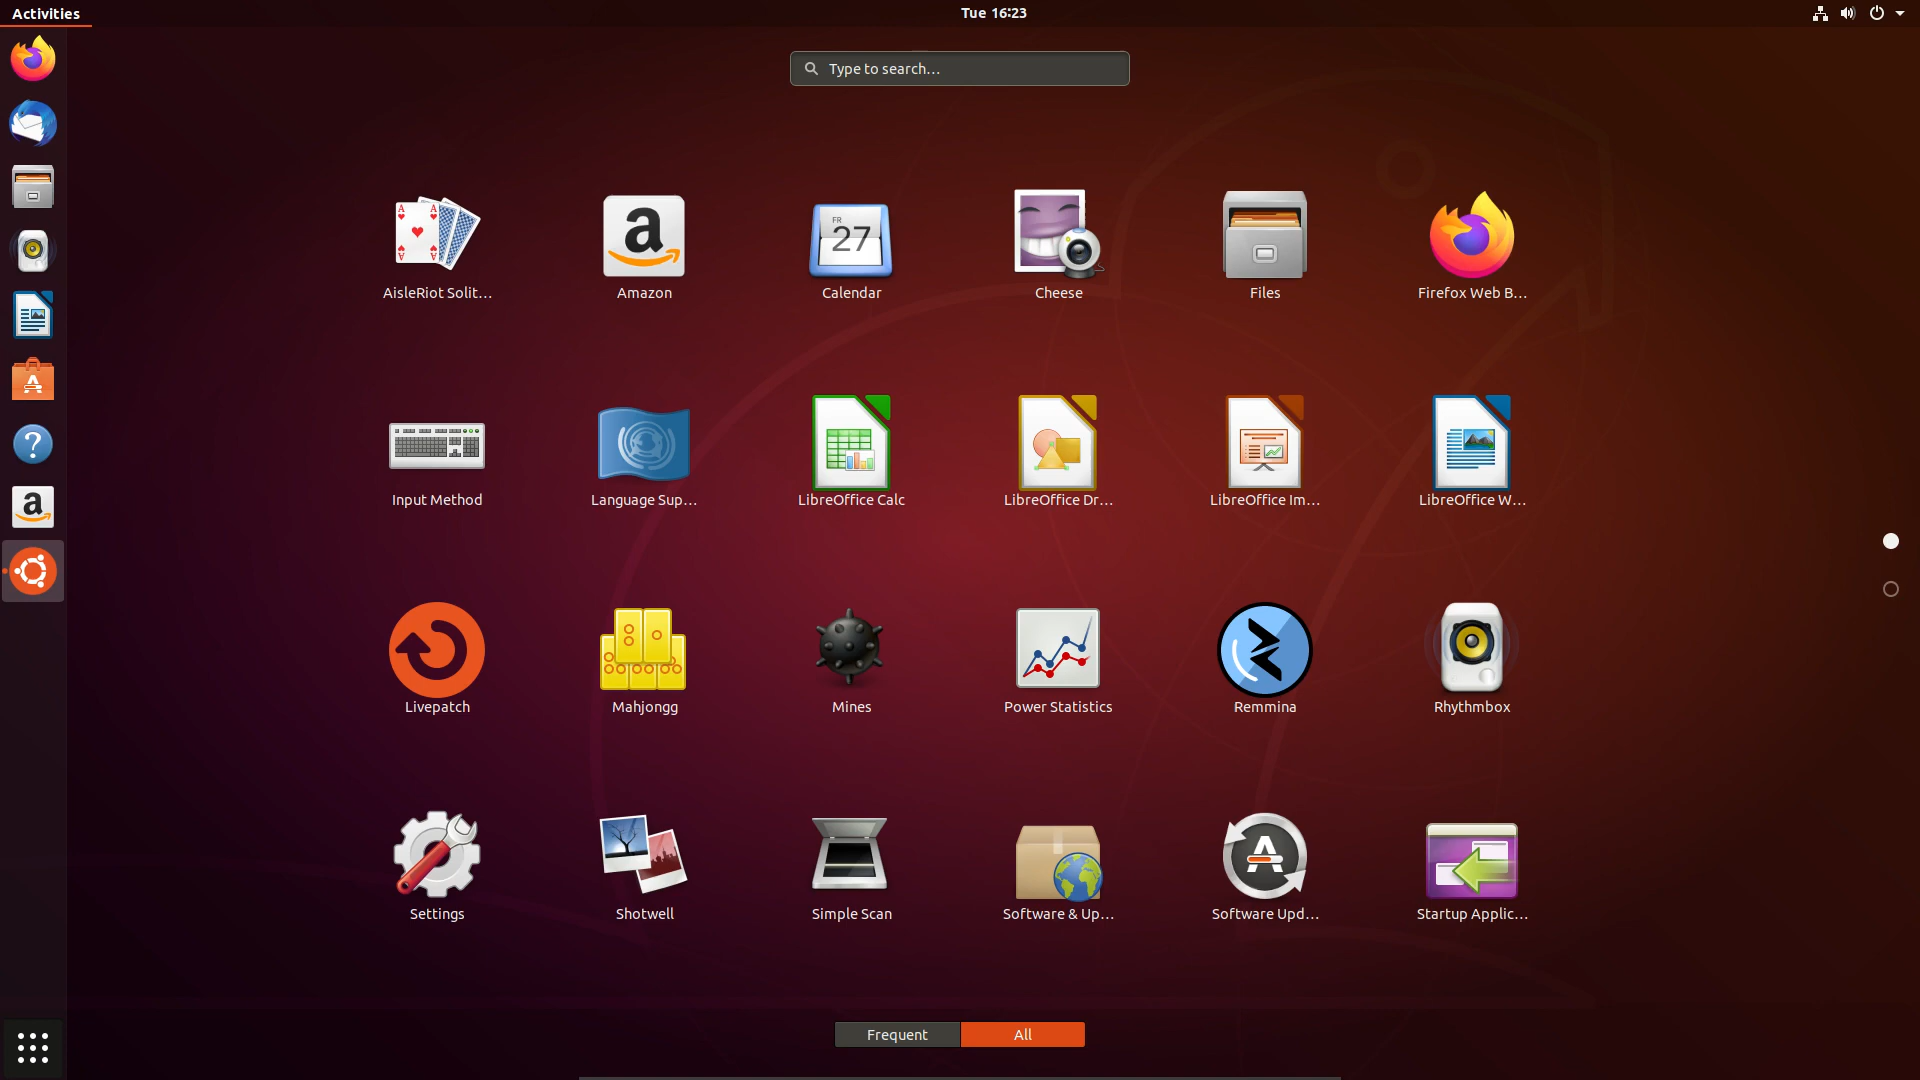 Activities
Tue 16:23
Type to search…
AisleRiot Solit…
Amazon
Calendar
Cheese
Files
Firefox Web B…
Input Method
Language Sup…
LibreOffice Calc
LibreOffice Dr…
LibreOffice Im…
LibreOffice W…
Livepatch
Mahjongg
Mines
Power Statistics
Remmina
Rhythmbox
Settings
Shotwell
Simple Scan
Software & Up…
Software Upd…
Startup Applic…
FR
27
Frequent
All